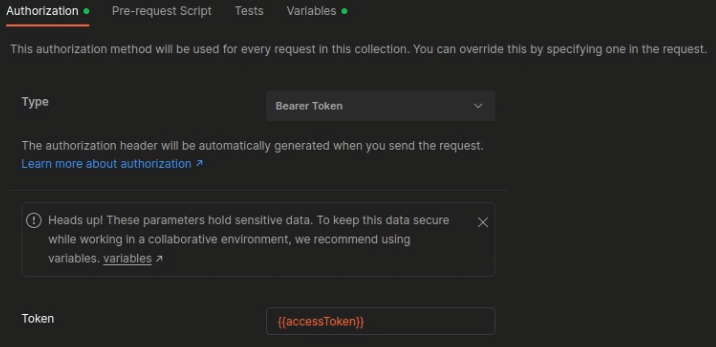 Authorization Pre-request Script Tests Variables
This authorization method will be used for every request in this collection. You can override this by specifying one in the request.
Type Bearer Token
The authorization header will be automatically generated when you send the request.
Learn more about authorization ↗
Heads up! These parameters hold sensitive data. To keep this data secure
while working in a collaborative environment, we recommend using
variables. variables ↗
Token {{accessToken}}